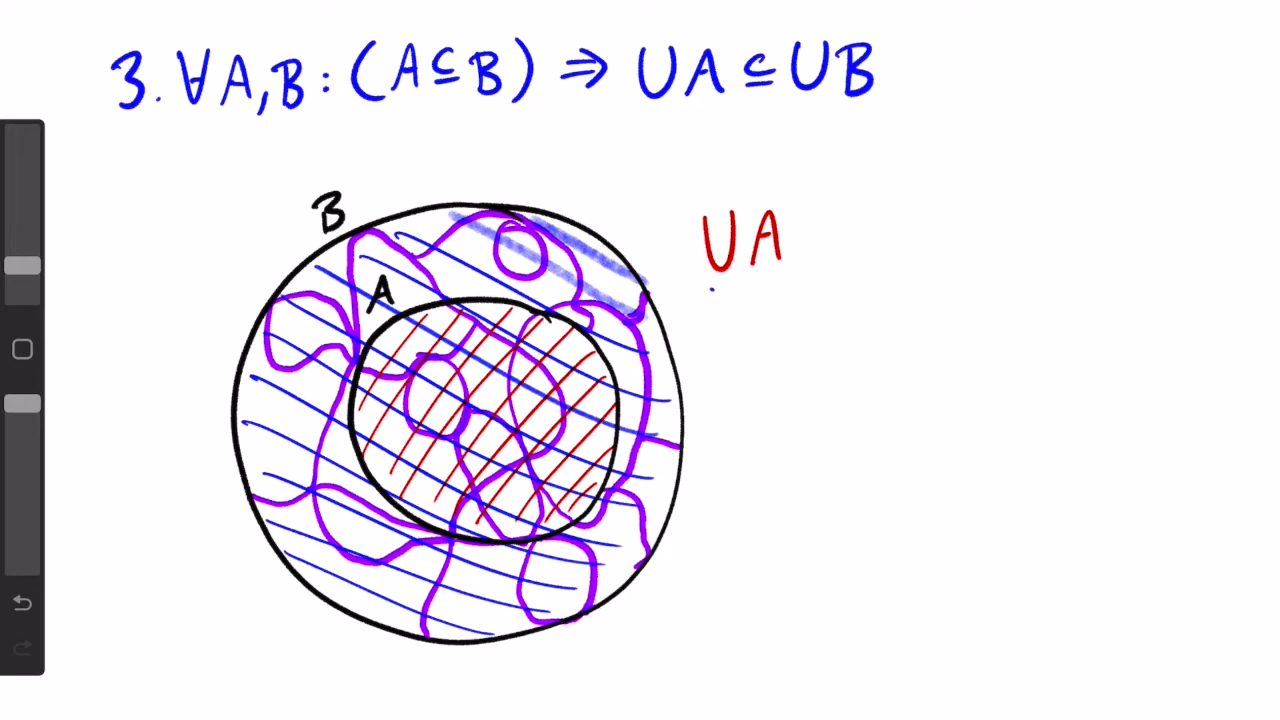 3. ∀A,B: (A⊆B) ⇒ ∪A ⊆ ∪B
B
∪A
A